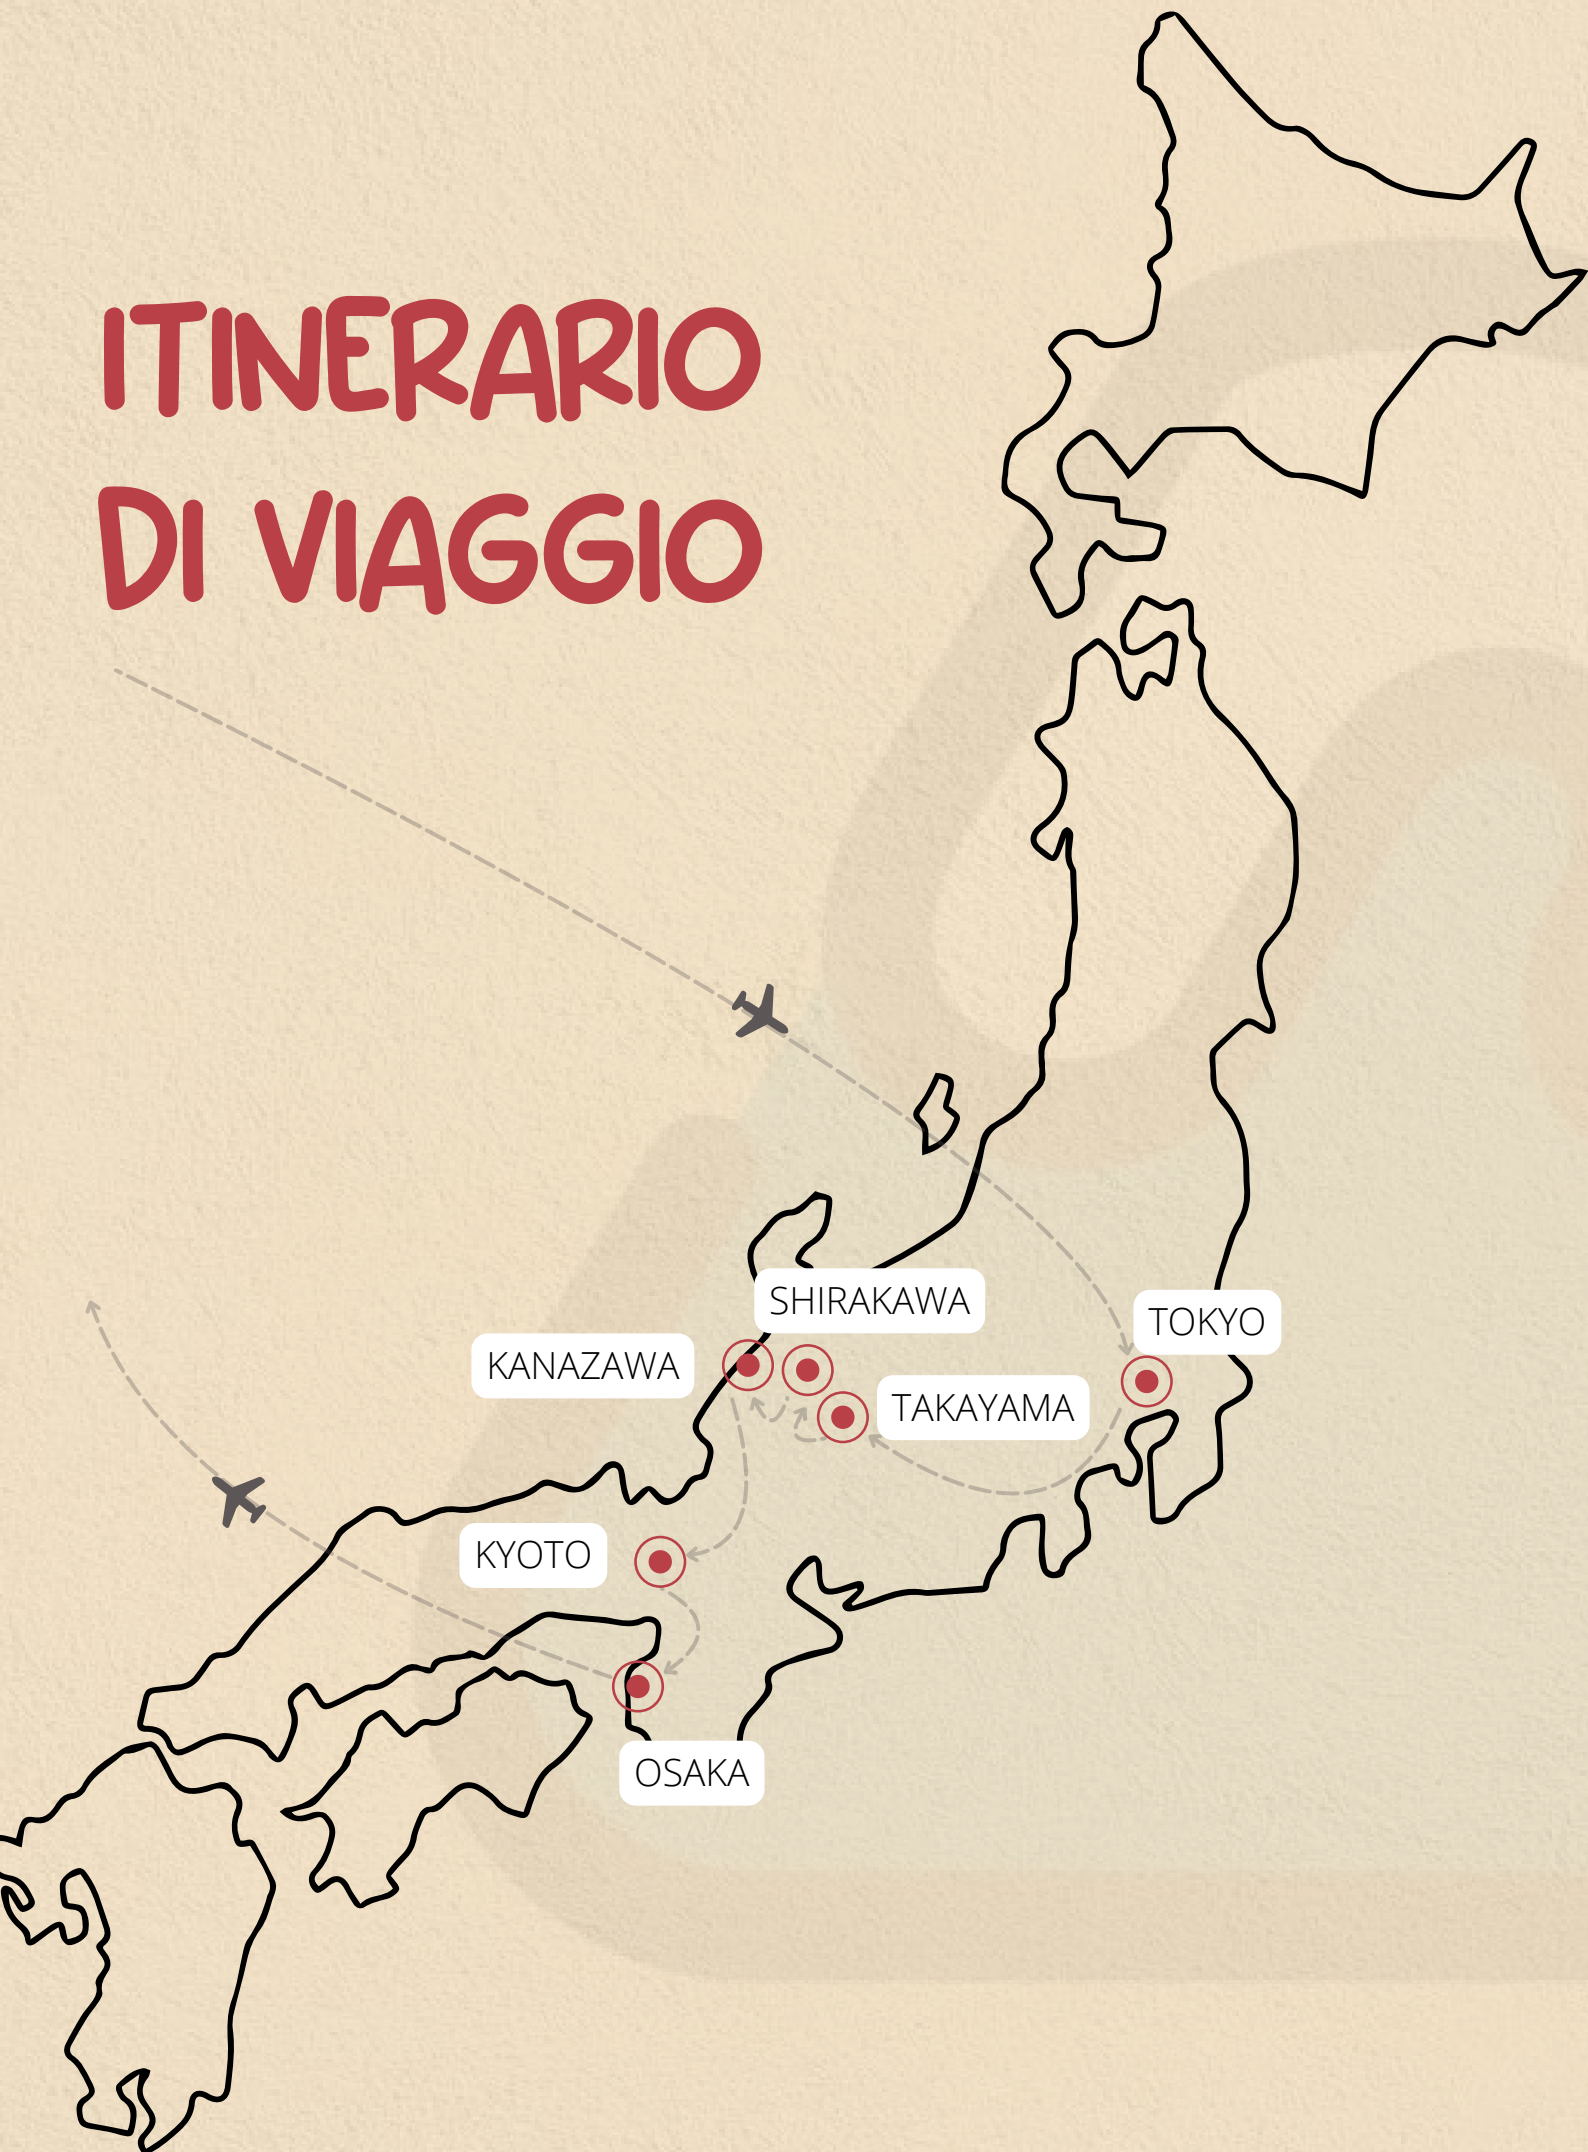 ITINERARIO
DI VIAGGIO
SHIRAKAWA
TOKYO
KANAZAWA
TAKAYAMA
KYOTO
OSAKA